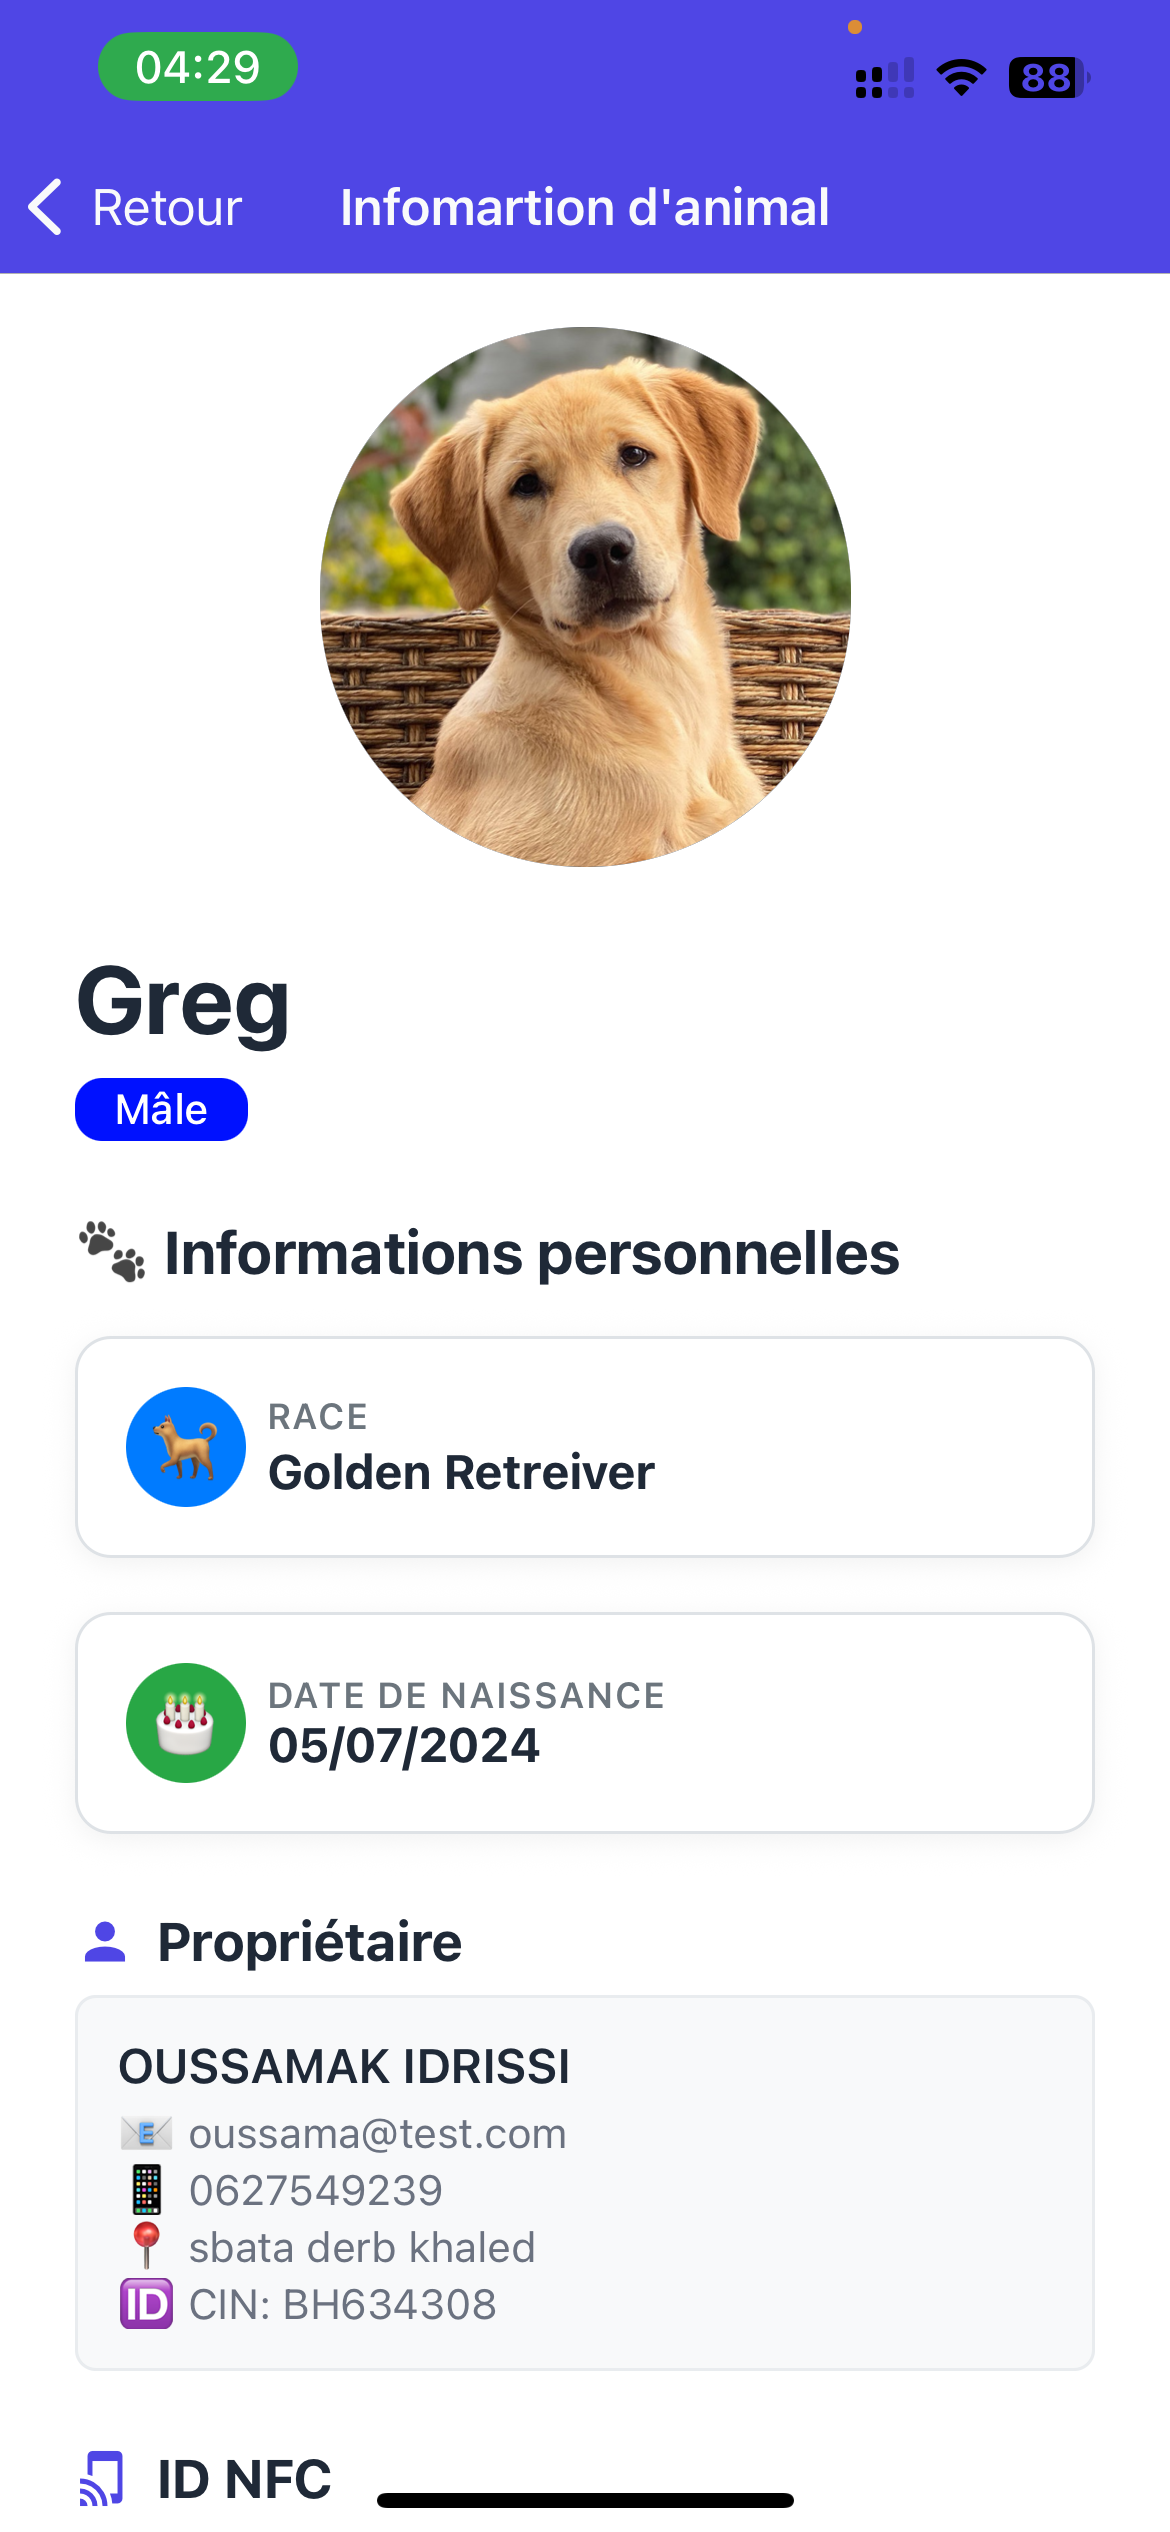 04:29
88
Retour
Infomartion d'animal
Greg
Mâle
Informations personnelles
RACE
Golden Retreiver
DATE DE NAISSANCE
05/07/2024
Propriétaire
OUSSAMAK IDRISSI
oussama@test.com
0627549239
sbata derb khaled
CIN: BH634308
ID NFC